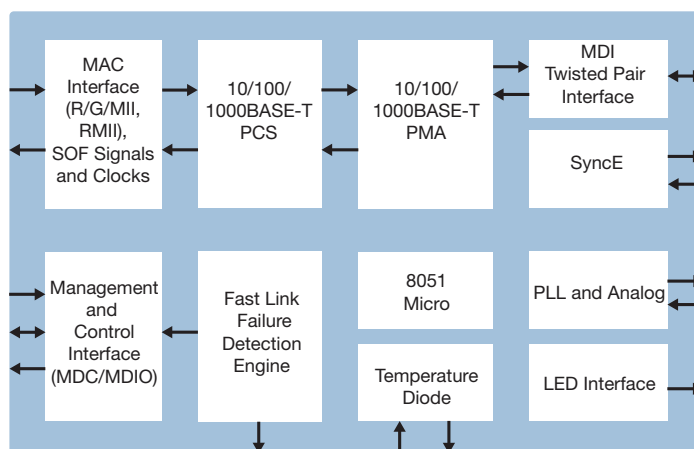 MAC
Interface
(R/G/MII,
RMII),
SOF Signals
and Clocks
10/100/
1000BASE-T
PCS
10/100/
1000BASE-T
PMA
MDI
Twisted Pair
Interface
SyncE
Management
and
Control
Interface
(MDC/MDIO)
Fast Link
Failure
Detection
Engine
8051
Micro
Temperature
Diode
PLL and Analog
LED Interface